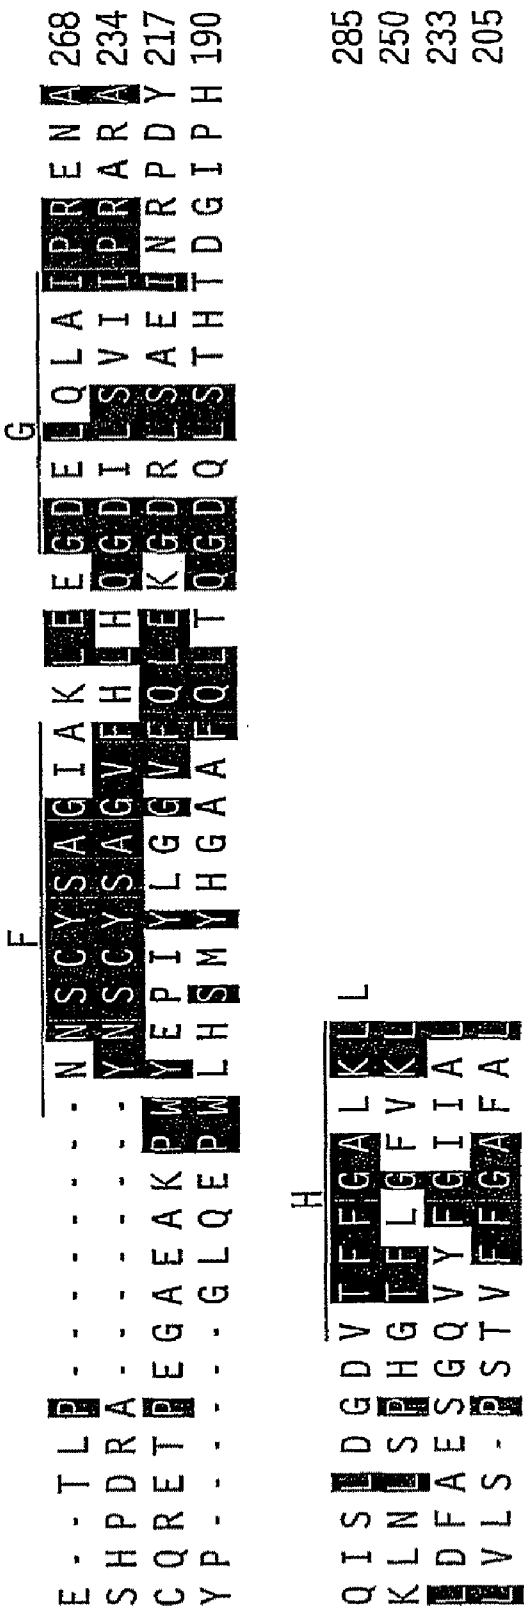 F G
E - - T L P - - - - - - - - N N S C Y S A G I A K L E E G D E L Q L A I P R E N A 268
S H P D R A - - - - - - - - Y N S C Y S A G V F H L H Q G D I L S V I I P R A R A 234
C Q R E T P E G A E A K P W Y E P I Y L G G V F Q L E K G D R L S A E I N R P D Y 217
Y P - - - - - - G L Q E P W L H S M Y H G A A F Q L T Q G D Q L S T H T D G I P H 190
H
Q I S L D G D V T F F G A L K L L 285
K L N L S P H G T F L G F V K L 250
L D F A E S G Q V Y F G I I A L 233
L V L S - P S T V F F G A F A L 205